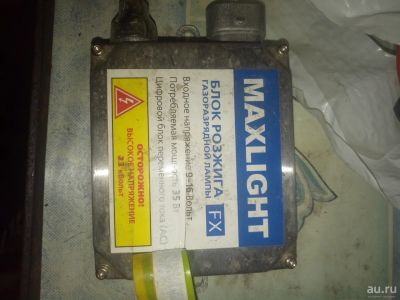 MAXLIGHT
БЛОК РОЗЖИГА
ГАЗОРАЗРЯДНОЙ ЛАМПЫ
FX
Входное напряжение 9-16 Вольт
Потребляемая мощность 35 Вт
Цифровой блок переменного тока (AC)
ОСТОРОЖНО!
ВЫСОКОЕ НАПРЯЖЕНИЕ
23 кВольт
au.ru